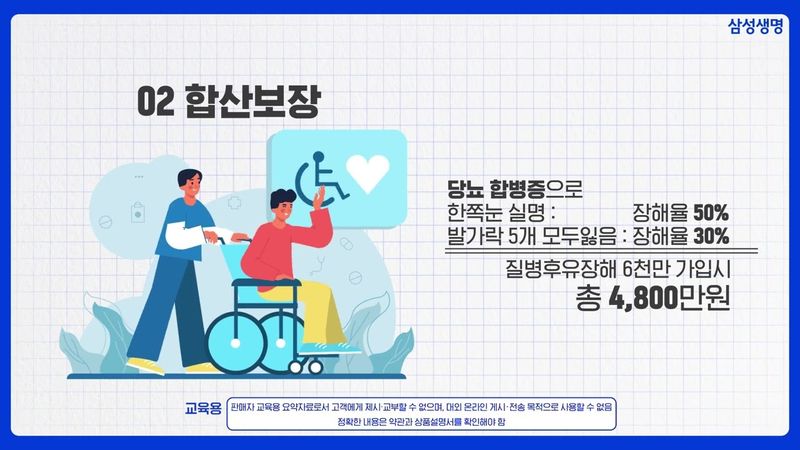 삼성생명
02 합산보장
당뇨 합병증으로
한쪽눈 실명 : 장해율 50%
발가락 5개 모두잃음 : 장해율 30%
질병후유장해 6천만 가입시
총 4,800만원
교육용
판매자 교육용 요약자료로서 고객에게 제시·교부할 수 없으며, 대외 온라인 게시·전송 목적으로 사용할 수 없음
정확한 내용은 약관과 상품설명서를 확인해야 함